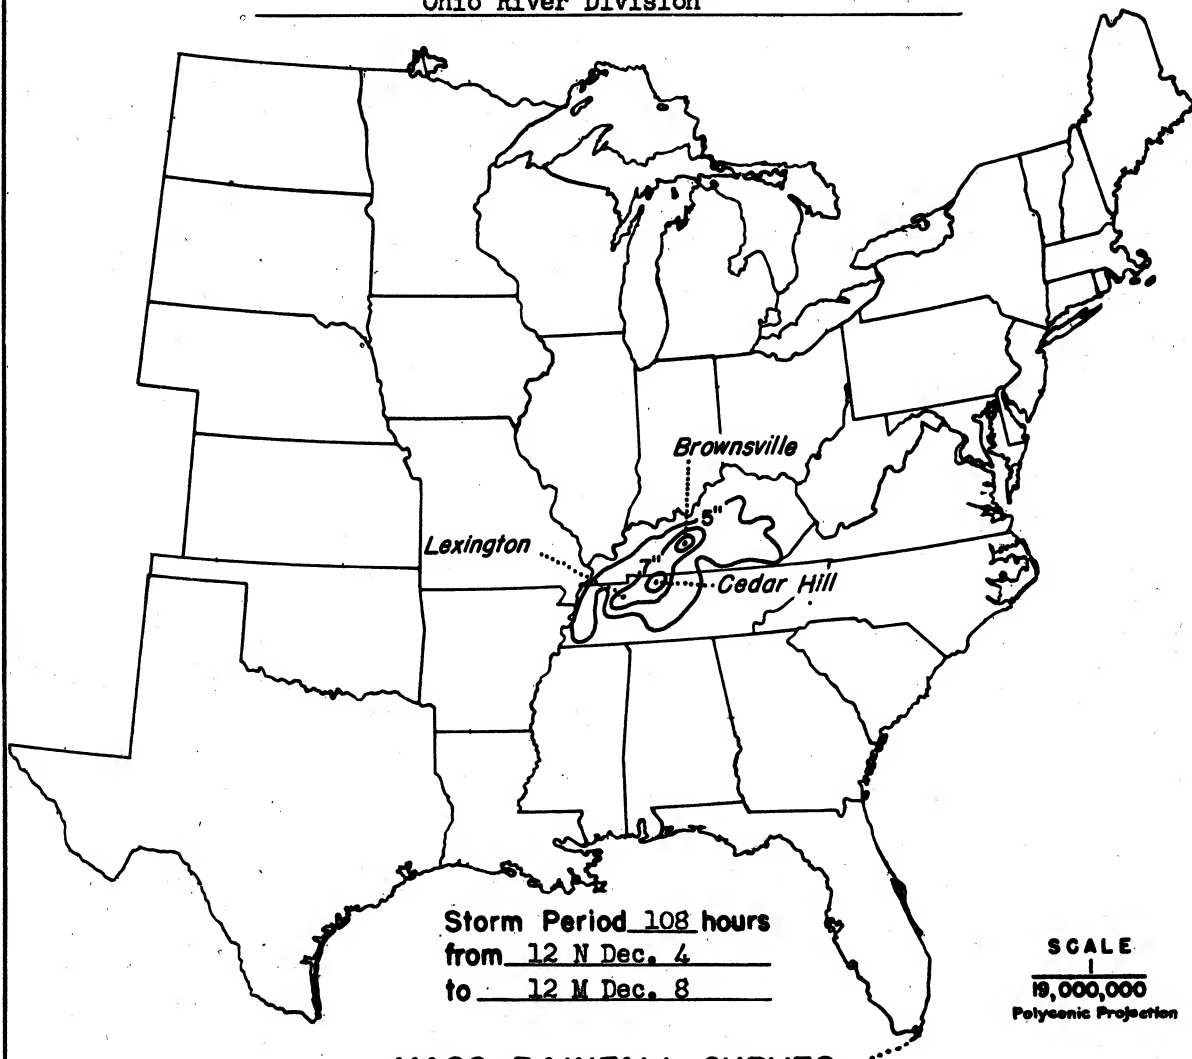 Ohio River Division
Brownsville
5"
Lexington
7"
Cedar Hill
Storm Period 108 hours
from 12 N Dec. 4
to 12 M Dec. 8
SCALE
1
19,000,000
Polyconic Projection
MASS RAINFALL CURVES